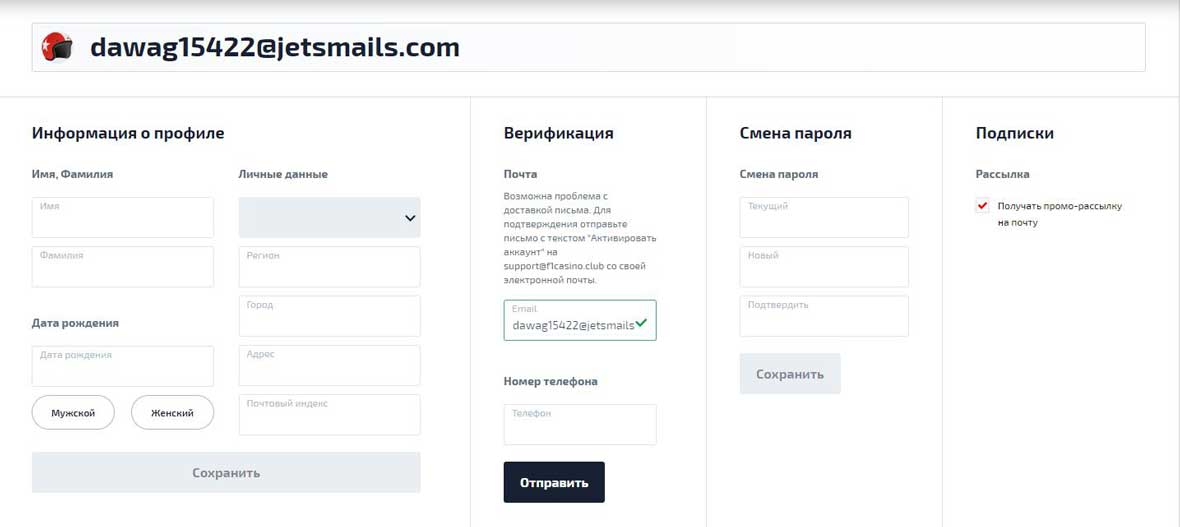 dawag15422@jetsmails.com
Информация о профиле
Имя, Фамилия
Имя
Фамилия
Дата рождения
Дата рождения
Мужской
Женский
Личные данные
Регион
Город
Адрес
Почтовый индекс
Сохранить
Верификация
Почта
Возможна проблема с
доставкой письма. Для
подтверждения отправьте
письмо с текстом "Активировать
аккаунт" на
support@f1casino.club со своей
электронной почты.
Email
dawag15422@jetsmails
Номер телефона
Телефон
Отправить
Смена пароля
Смена пароля
Текущий
Новый
Подтвердить
Сохранить
Подписки
Рассылка
Получать промо-рассылку
на почту